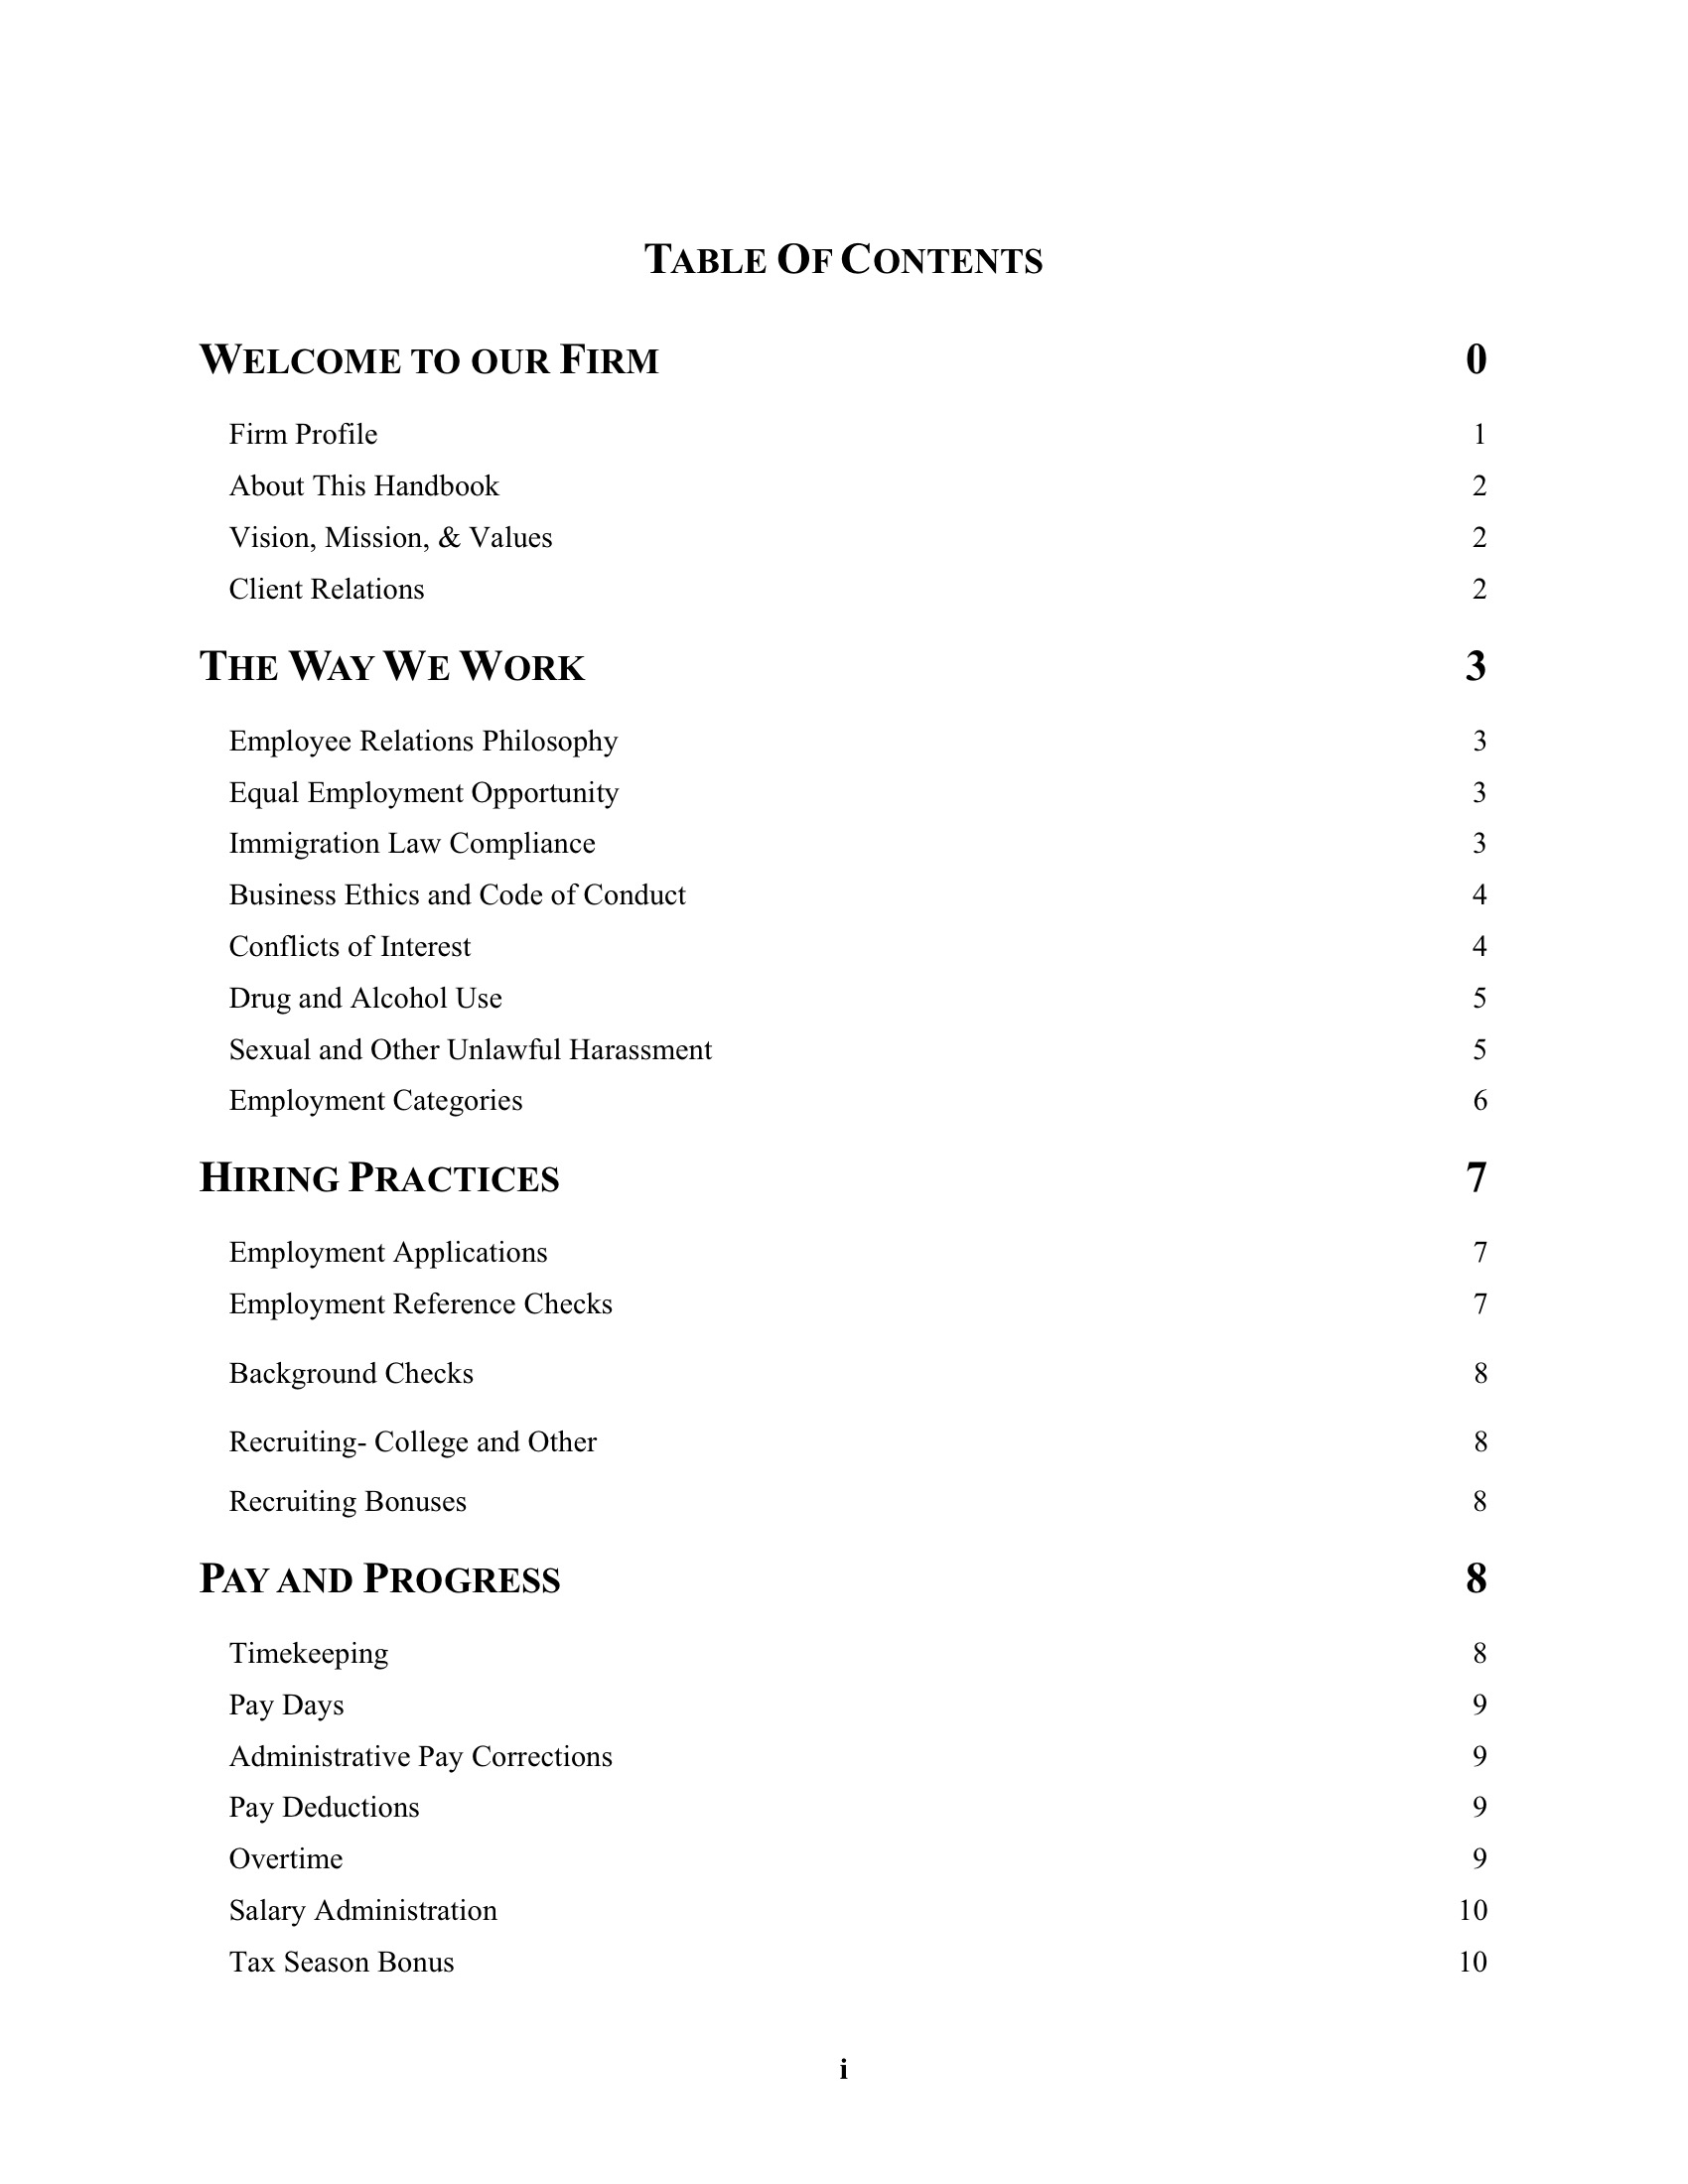 TABLE OF CONTENTS
WELCOME TO OUR FIRM 0
Firm Profile 1
About This Handbook 2
Vision, Mission, & Values 2
Client Relations 2
THE WAY WE WORK 3
Employee Relations Philosophy 3
Equal Employment Opportunity 3
Immigration Law Compliance 3
Business Ethics and Code of Conduct 4
Conflicts of Interest 4
Drug and Alcohol Use 5
Sexual and Other Unlawful Harassment 5
Employment Categories 6
HIRING PRACTICES 7
Employment Applications 7
Employment Reference Checks 7
Background Checks 8
Recruiting- College and Other 8
Recruiting Bonuses 8
PAY AND PROGRESS 8
Timekeeping 8
Pay Days 9
Administrative Pay Corrections 9
Pay Deductions 9
Overtime 9
Salary Administration 10
Tax Season Bonus 10
i